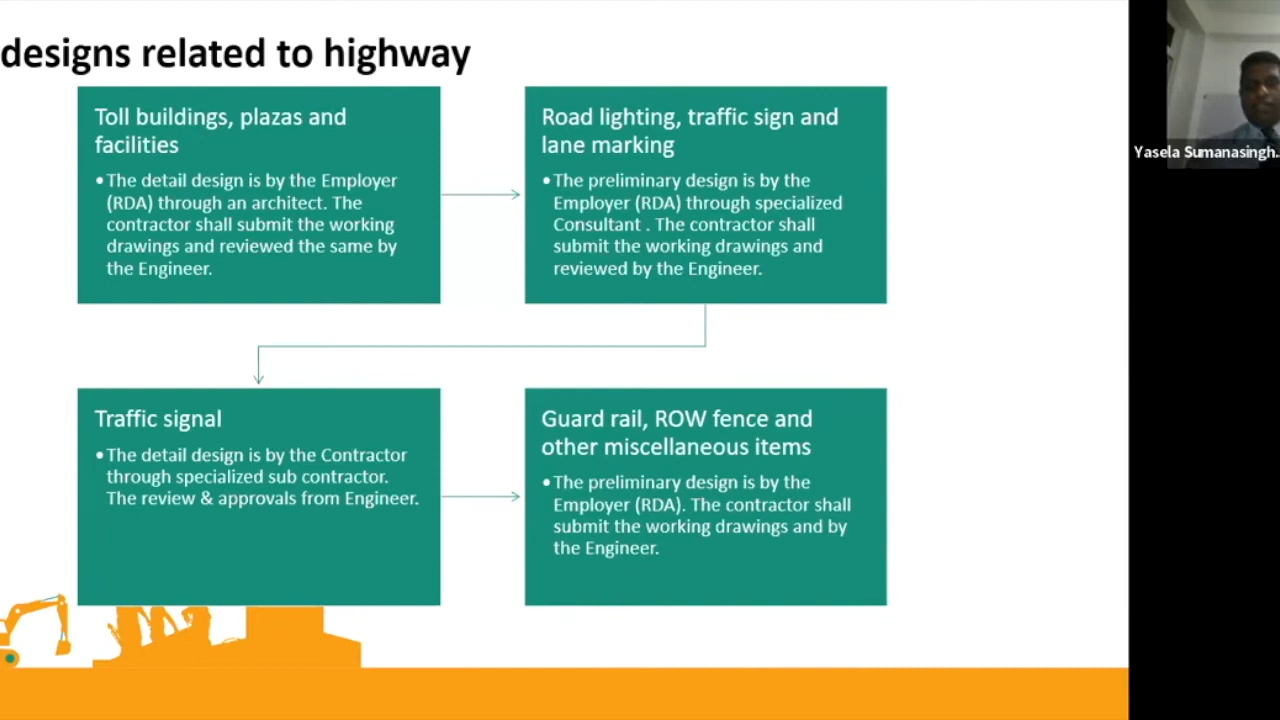 designs related to highway
Toll buildings, plazas and
facilities
•The detail design is by the Employer
(RDA) through an architect. The
contractor shall submit the working
drawings and reviewed the same by
the Engineer.
Road lighting, traffic sign and
lane marking
•The preliminary design is by the
Employer (RDA) through specialized
Consultant . The contractor shall
submit the working drawings and
reviewed by the Engineer.
Traffic signal
•The detail design is by the Contractor
through specialized sub contractor.
The review & approvals from Engineer.
Guard rail, ROW fence and
other miscellaneous items
•The preliminary design is by the
Employer (RDA). The contractor shall
submit the working drawings and by
the Engineer.
Yasela Sumanasingh...